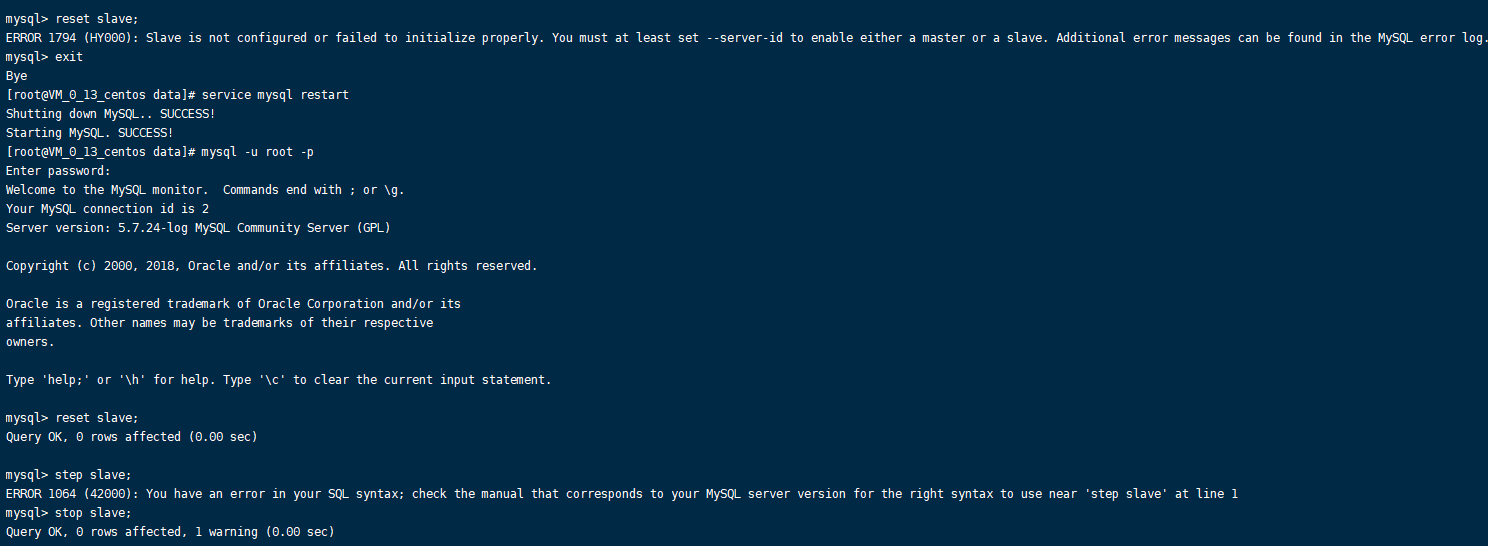 mysql> reset slave;
ERROR 1794 (HY000): Slave is not configured or failed to initialize properly. You must at least set --server-id to enable either a master or a slave. Additional error messages can be found in the MySQL error log.
mysql> exit
Bye
[root@VM_0_13_centos data]# service mysql restart
Shutting down MySQL.. SUCCESS!
Starting MySQL. SUCCESS!
[root@VM_0_13_centos data]# mysql -u root -p
Enter password:
Welcome to the MySQL monitor.  Commands end with ; or \g.
Your MySQL connection id is 2
Server version: 5.7.24-log MySQL Community Server (GPL)
Copyright (c) 2000, 2018, Oracle and/or its affiliates. All rights reserved.
Oracle is a registered trademark of Oracle Corporation and/or its
affiliates. Other names may be trademarks of their respective
owners.
Type 'help;' or '\h' for help. Type '\c' to clear the current input statement.
mysql> reset slave;
Query OK, 0 rows affected (0.00 sec)
mysql> step slave;
ERROR 1064 (42000): You have an error in your SQL syntax; check the manual that corresponds to your MySQL server version for the right syntax to use near 'step slave' at line 1
mysql> stop slave;
Query OK, 0 rows affected, 1 warning (0.00 sec)